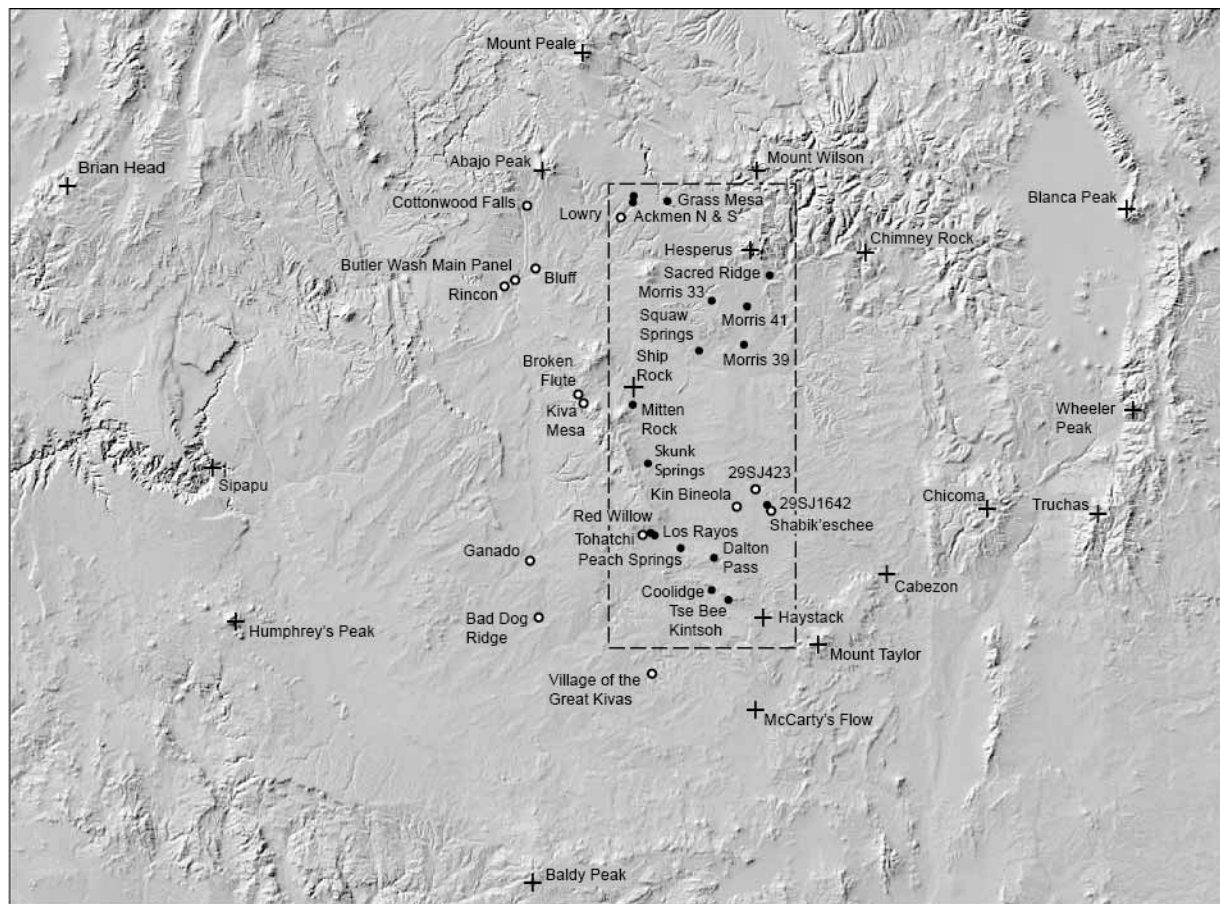 Mount Peale
Brian Head
Abajo Peak
Mount Wilson
Cottonwood Falls
Grass Mesa
Blanca Peak
Lowry
Ackmen N & S
Hesperus
Chimney Rock
Butler Wash Main Panel
Bluff
Sacred Ridge
Rincon
Morris 33
Squaw
Springs
Morris 41
Ship
Rock
Morris 39
Broken
Flute
Kiva
Mesa
Mitten
Rock
Wheeler
Peak
Skunk
Springs
Sipapu
29SJ423
Kin Bineola
29SJ1642
Shabik'eschee
Chicoma
Truchas
Red Willow
Tohatchi
Los Rayos
Peach Springs
Dalton
Pass
Ganado
Cabezon
Coolidge
Tse Bee
Kintsoh
Haystack
Humphrey's Peak
Bad Dog
Ridge
Mount Taylor
Village of the
Great Kivas
McCarty's Flow
Baldy Peak